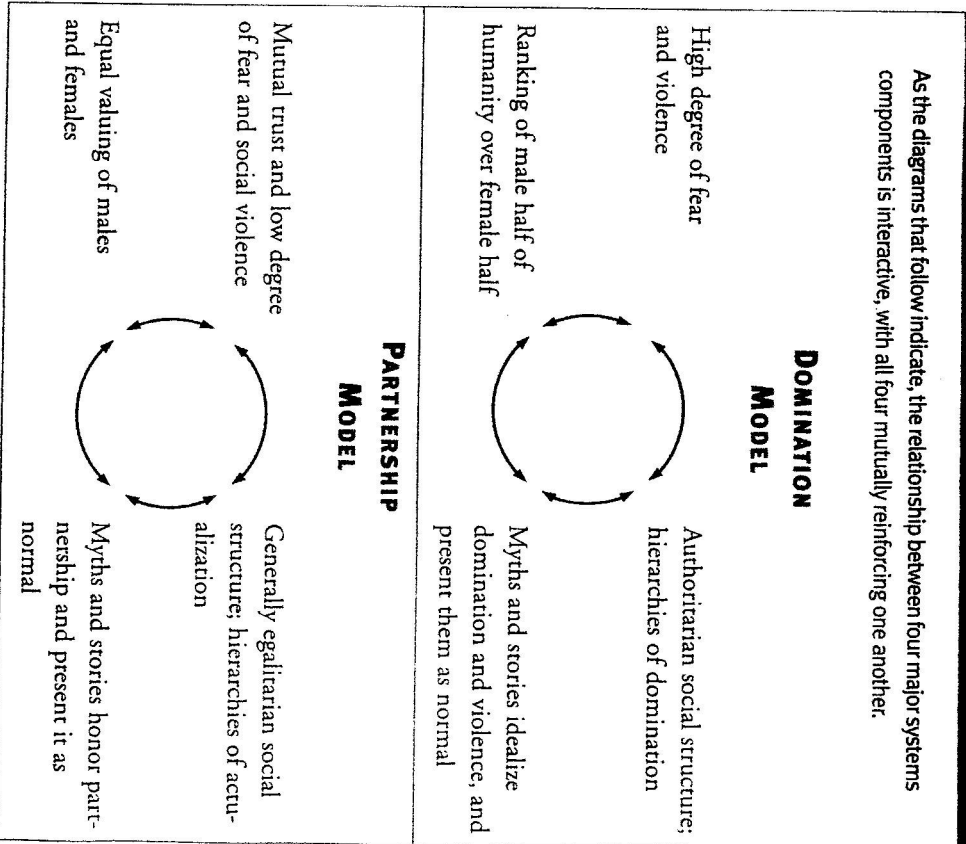 As the diagrams that follow indicate, the relationship between four major systems
components is interactive, with all four mutually reinforcing one another.
DOMINATION
MODEL
High degree of fear
and violence
Authoritarian social structure;
hierarchies of domination
Ranking of male half of
humanity over female half
Myths and stories idealize
domination and violence, and
present them as normal
PARTNERSHIP
MODEL
Mutual trust and low degree
of fear and social violence
Generally egalitarian social
structure; hierarchies of actu-
alization
Equal valuing of males
and females
Myths and stories honor part-
nership and present it as
normal